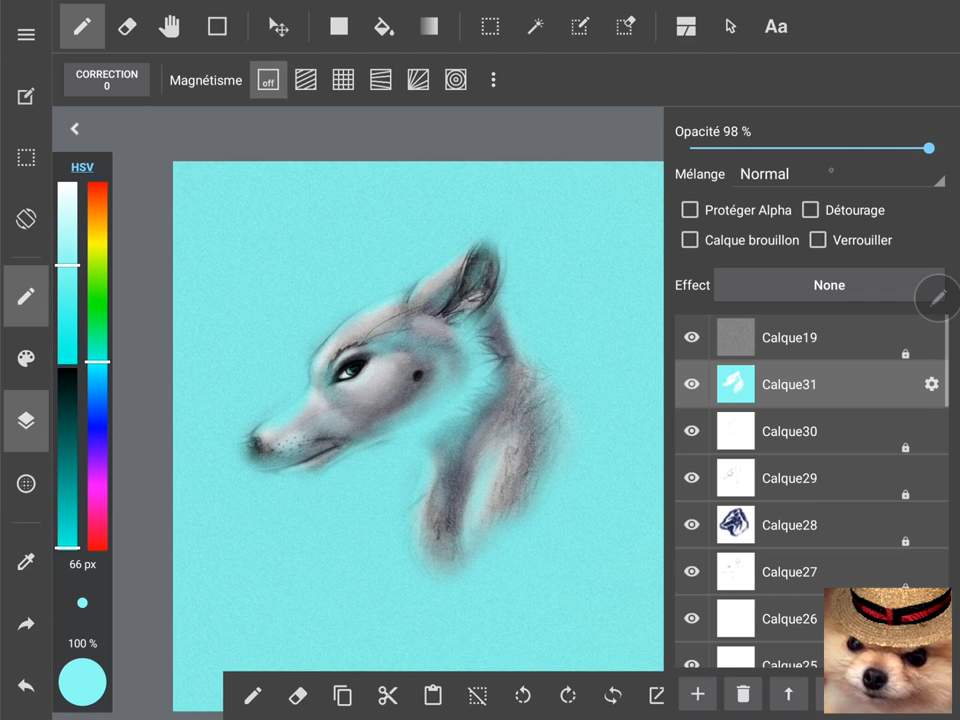 Aa
CORRECTION
0
Magnétisme
off
HSV
Opacité 98 %
Mélange Normal
Protéger Alpha Détourage
Calque brouillon Verrouiller
Effect None
Calque19
Calque31
Calque30
Calque29
Calque28
Calque27
Calque26
Calque25
66 px
100 %